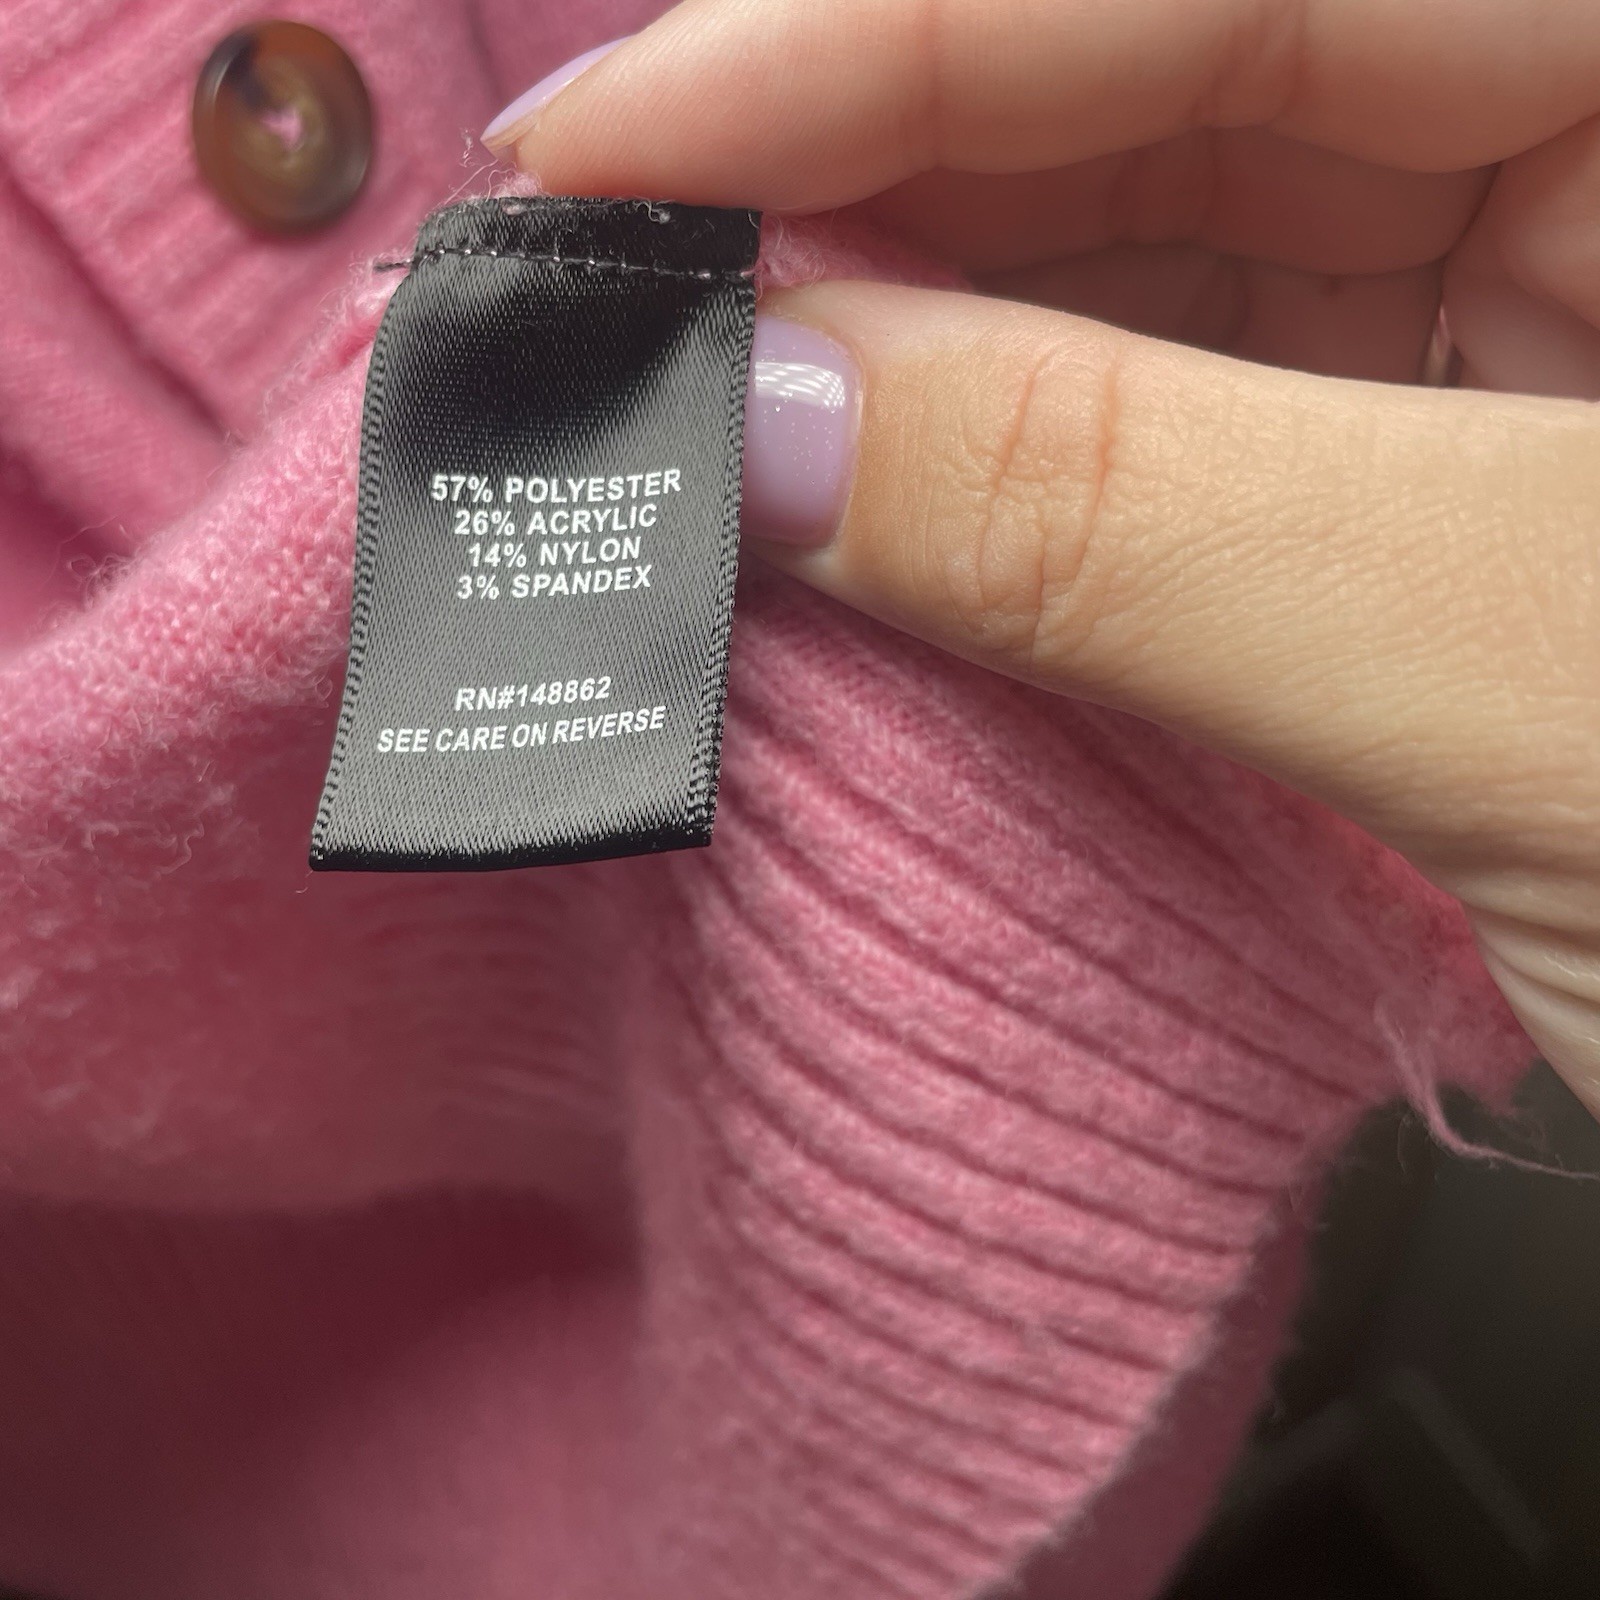 57% POLYESTER
26% ACRYLIC
14% NYLON
3% SPANDEX
RN#148862
SEE CARE ON REVERSE